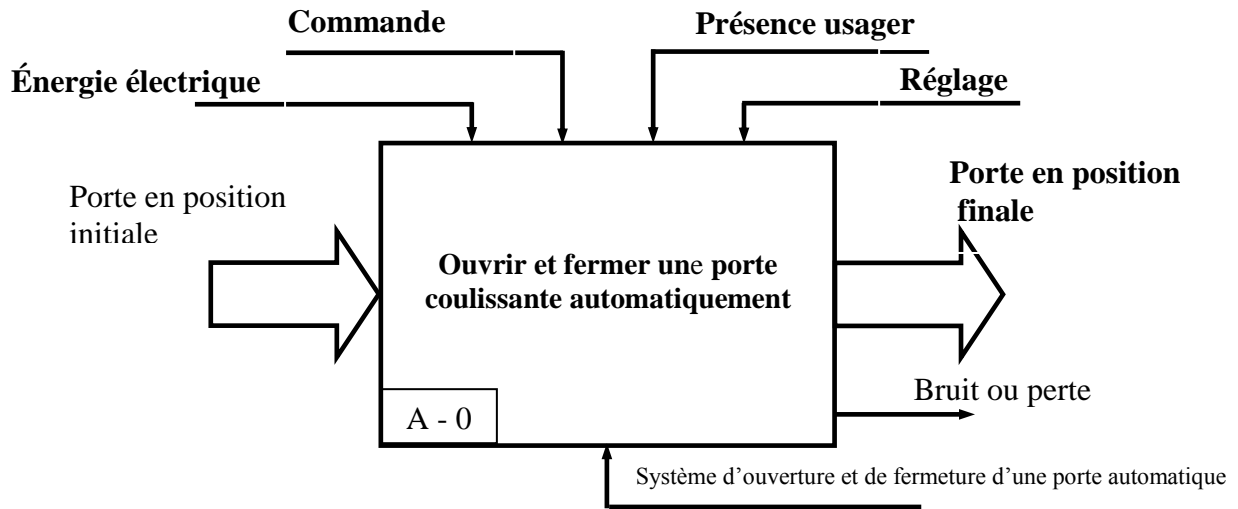 Commande
Présence usager
Énergie électrique
Réglage
Porte en position
initiale
Porte en position
finale
Ouvrir et fermer une porte
coulissante automatiquement
A - 0
Bruit ou perte
Système d’ouverture et de fermeture d’une porte automatique